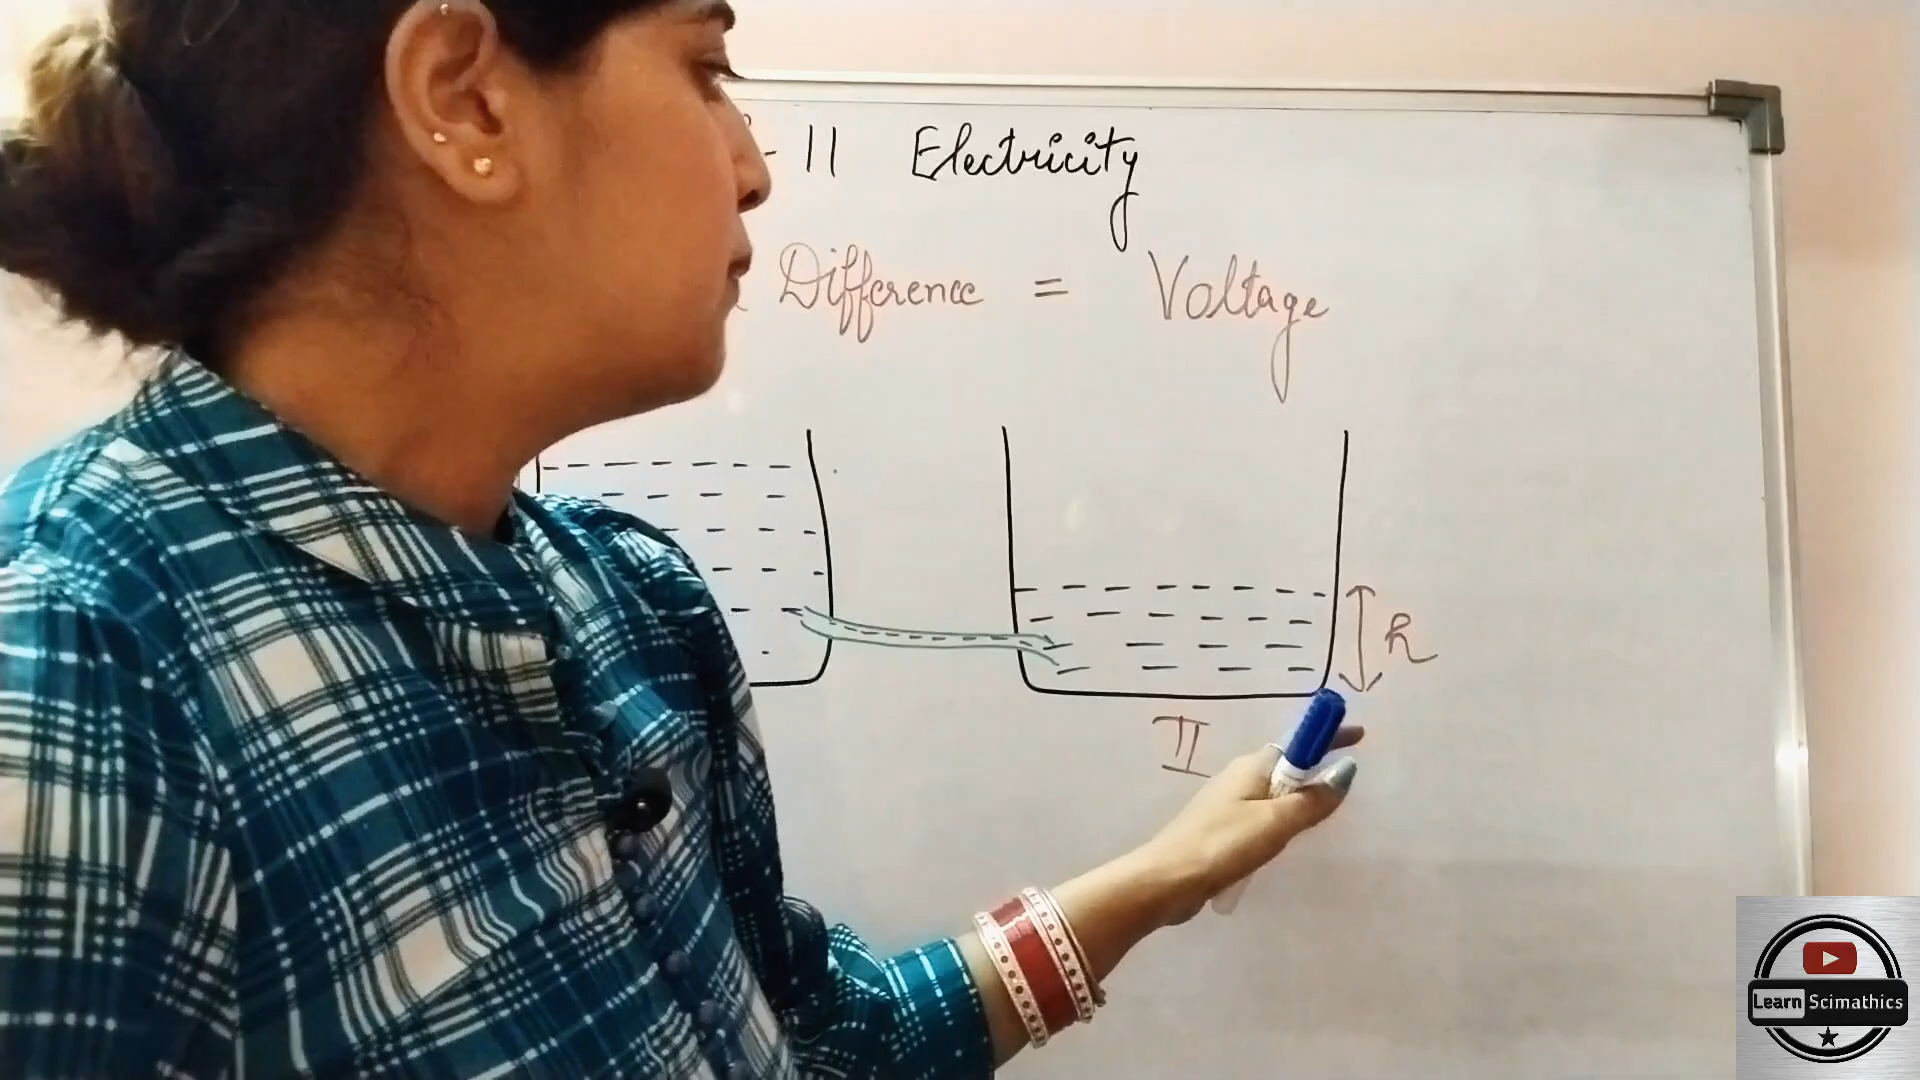 - 11 Electricity
Difference = Voltage
h
II
Learn Scimathics